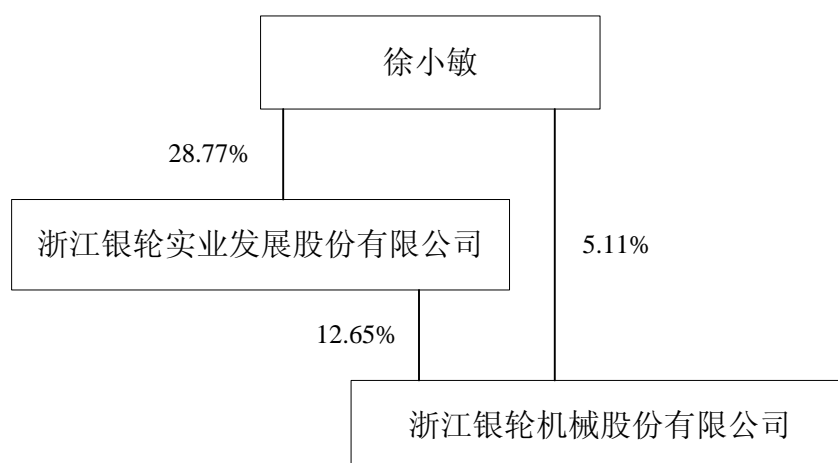 徐小敏
28.77%
浙江银轮实业发展股份有限公司
5.11%
12.65%
浙江银轮机械股份有限公司